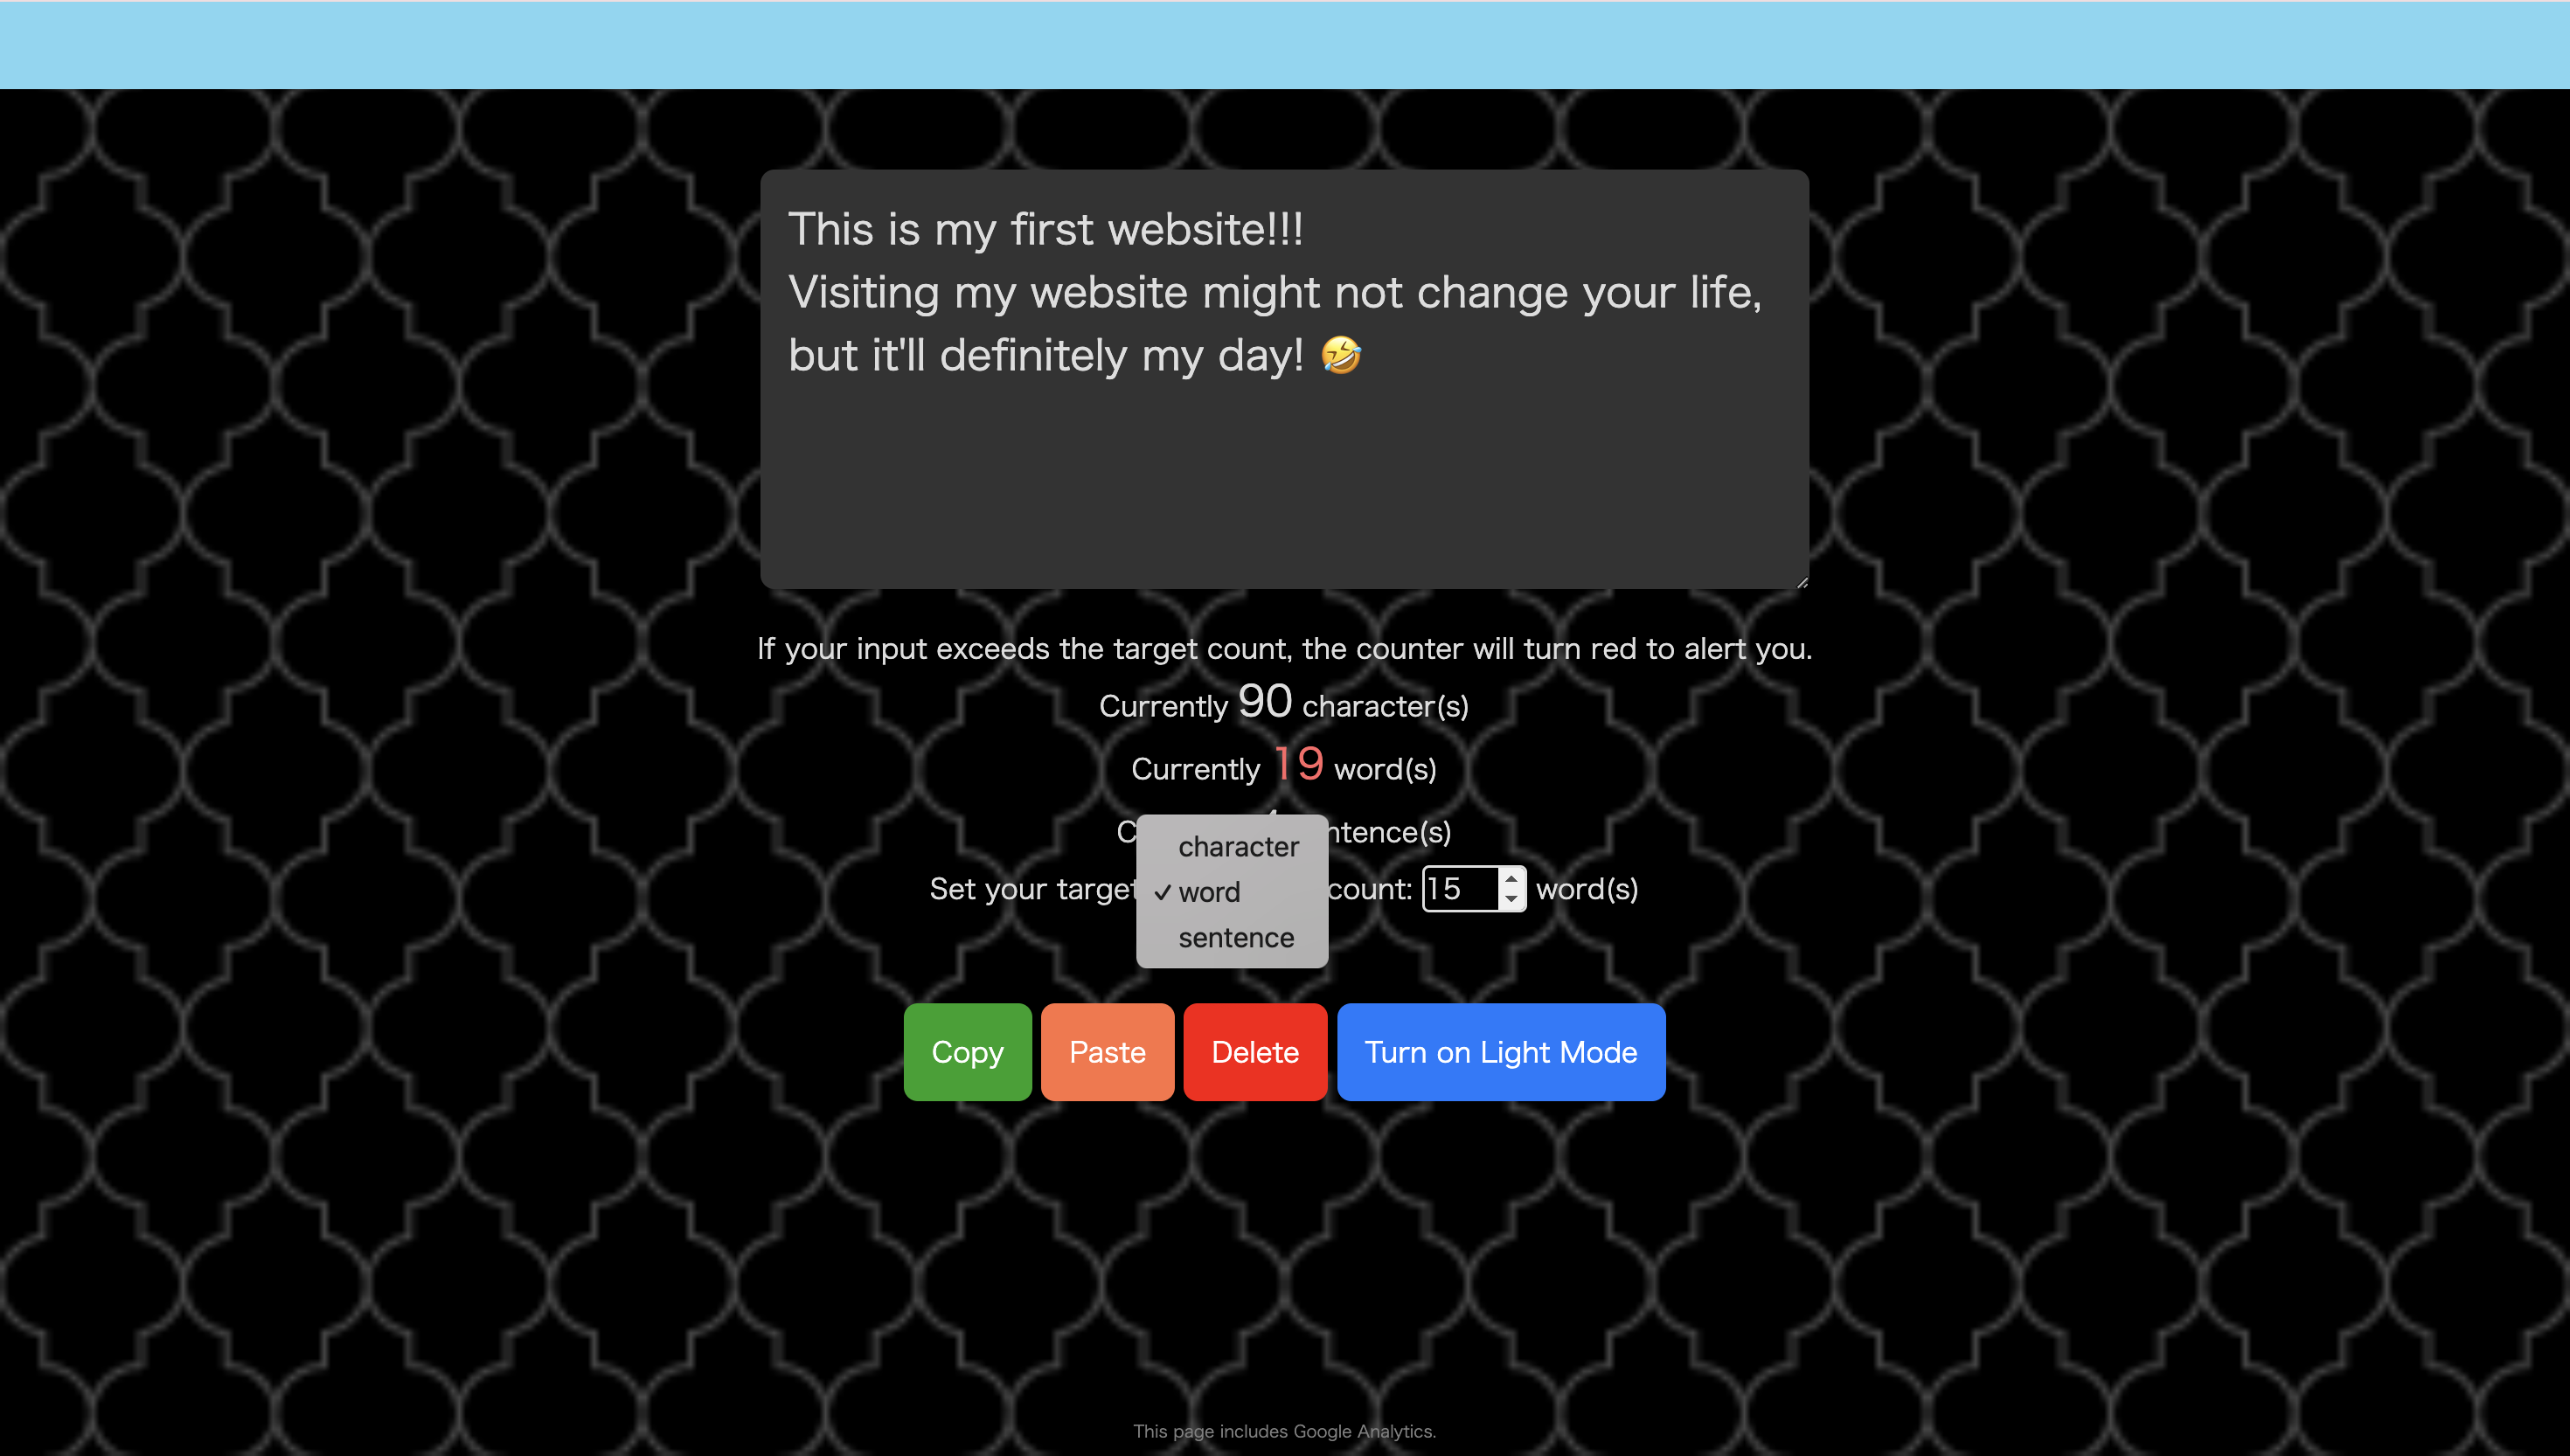 This is my first website!!!
Visiting my website might not change your life,
but it'll definitely my day! 🤣
If your input exceeds the target count, the counter will turn red to alert you.
Currently 90 character(s)
Currently 19 word(s)
character
Set your target count: 15 word(s)
✓ word
sentence
Copy Paste Delete Turn on Light Mode
This page includes Google Analytics.